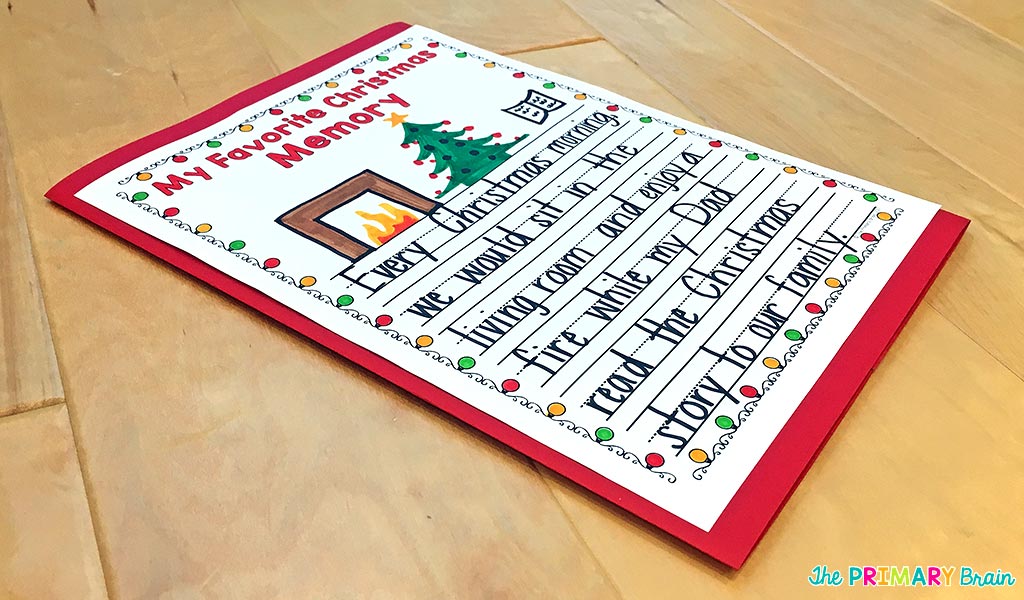 My Favorite Christmas
Memory
Every Christmas morning,
we would sit in the
living room and enjoy a
fire while my Dad
read the Christmas
story to our family.
The PRIMARY Brain